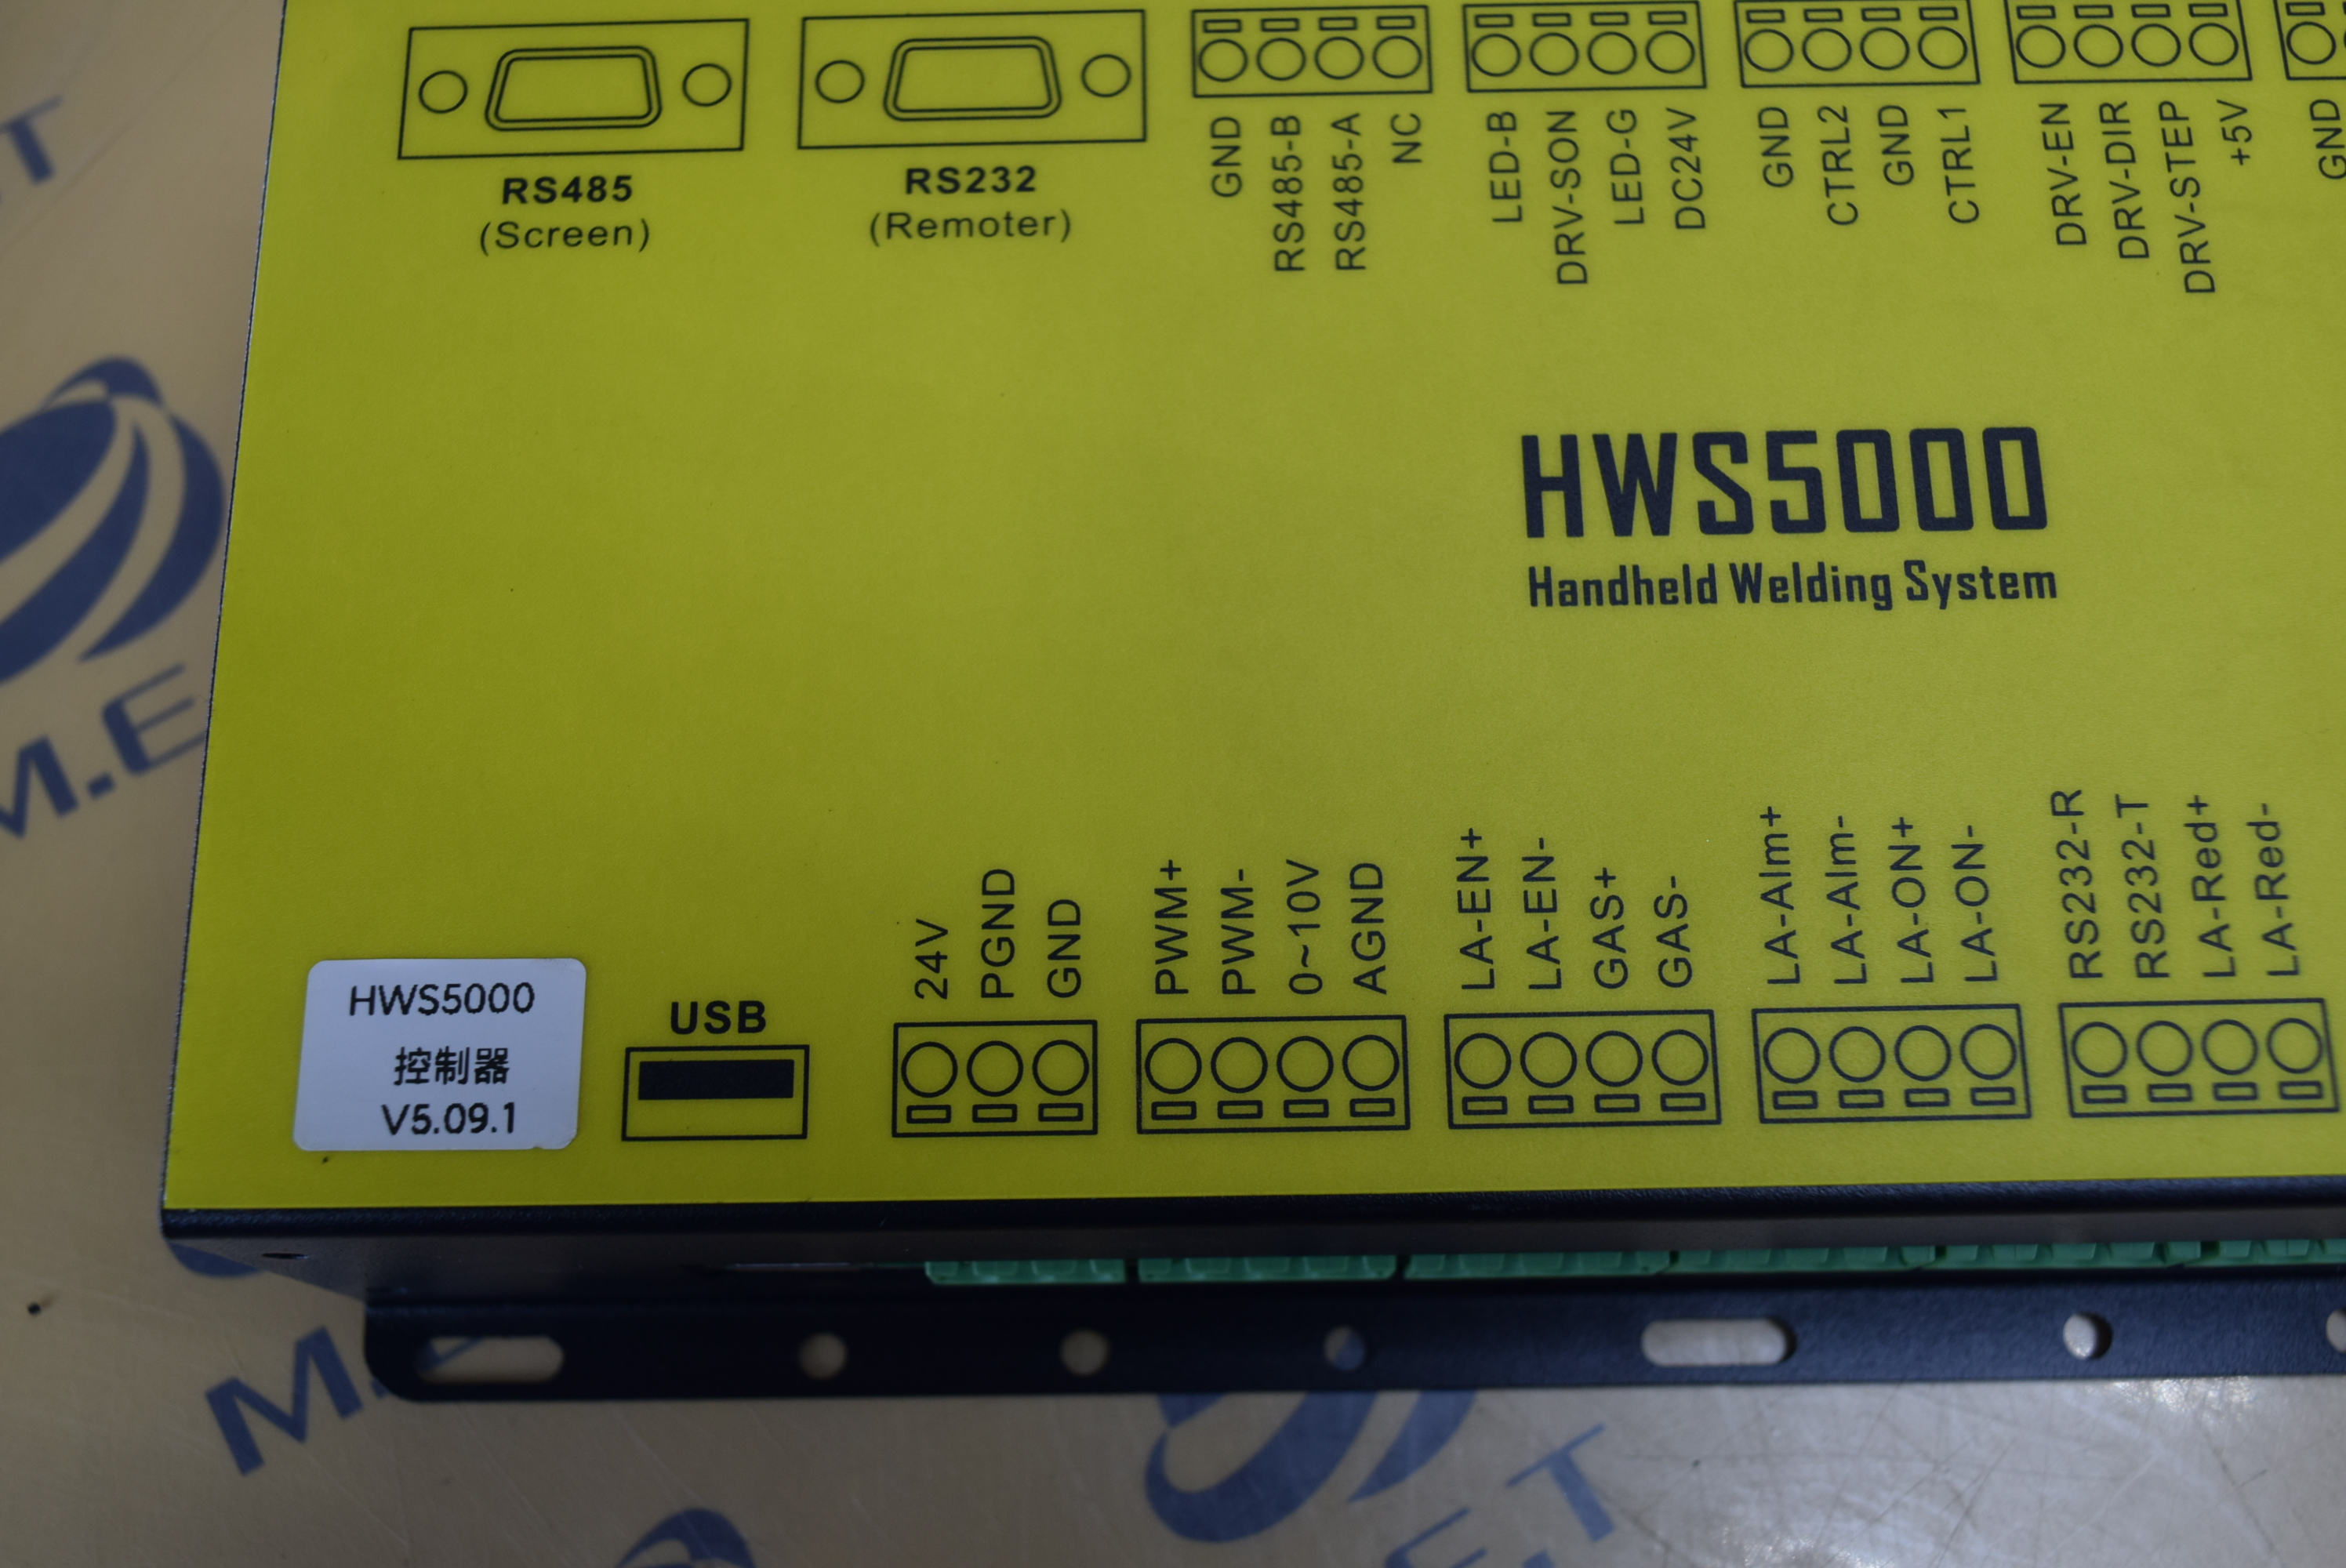 RS485
(Screen)
RS232
(Remoter)
GND
RS485-B
RS485-A
NC
LED-B
DRV-SON
LED-G
DC24V
GND
CTRL2
GND
CTRL1
DRV-EN
DRV-DIR
DRV-STEP
+5V
GND
HWS5000
Handheld Welding System
HWS5000
控制器
V5.09.1
USB
24V
PGND
GND
PWM+
PWM-
0~10V
AGND
LA-EN+
LA-EN-
GAS+
GAS-
LA-Alm+
LA-Alm-
LA-ON+
LA-ON-
RS232-R
RS232-T
LA-Red+
LA-Red-
M.E
M.
E.T